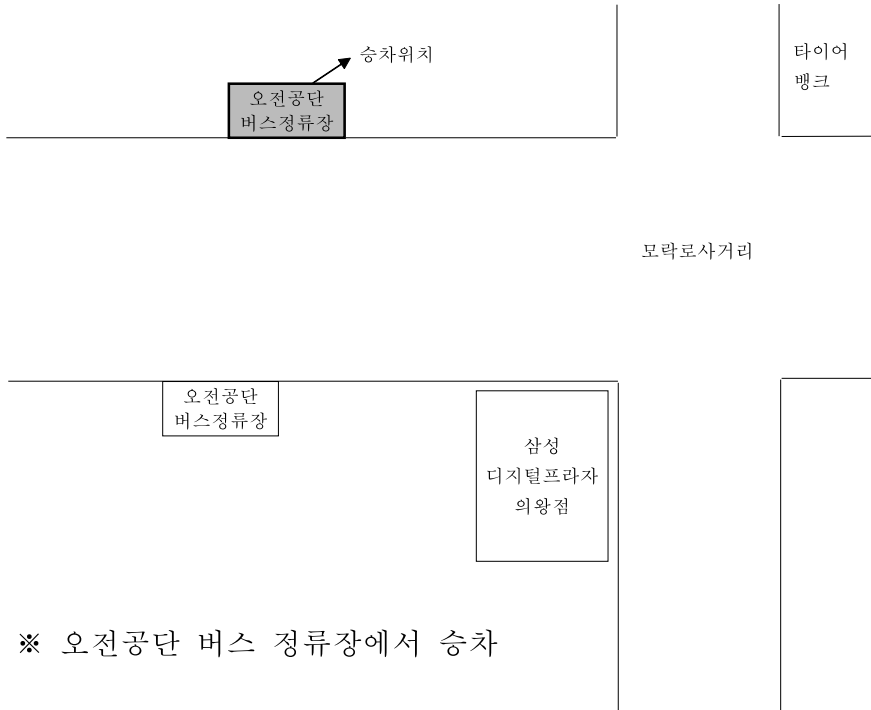 승차위치
타이어
뱅크
오전공단
버스정류장
모락로사거리
오전공단
버스정류장
삼성
디지털프라자
의왕점
※ 오전공단 버스 정류장에서 승차